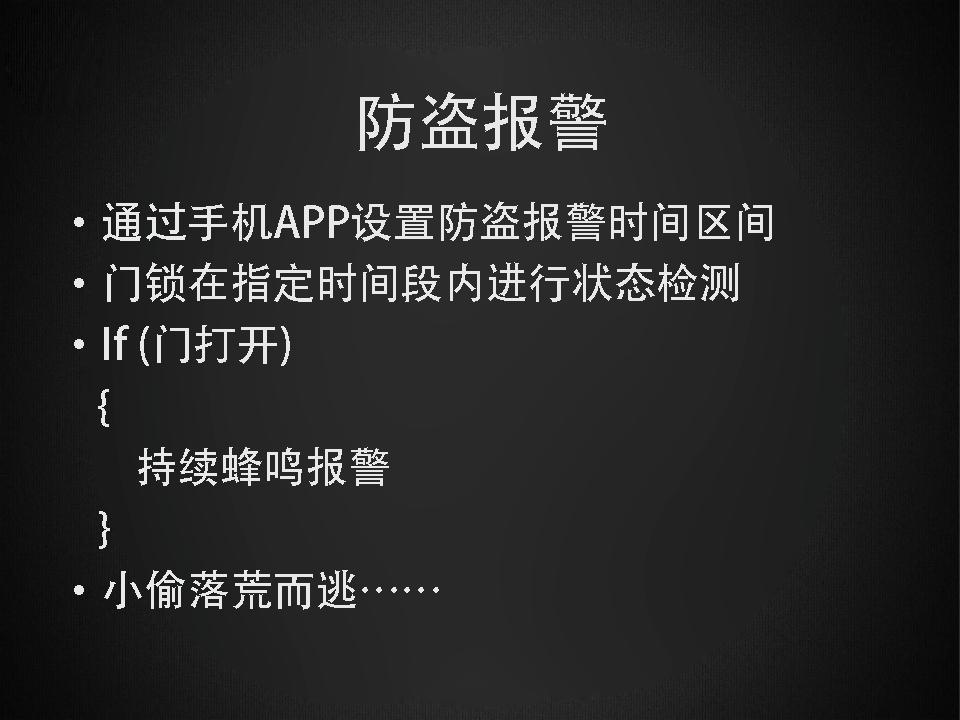 防盗报警
• 通过手机APP设置防盗报警时间区间
• 门锁在指定时间段内进行状态检测
• If (门打开)
{
持续蜂鸣报警
}
• 小偷落荒而逃……